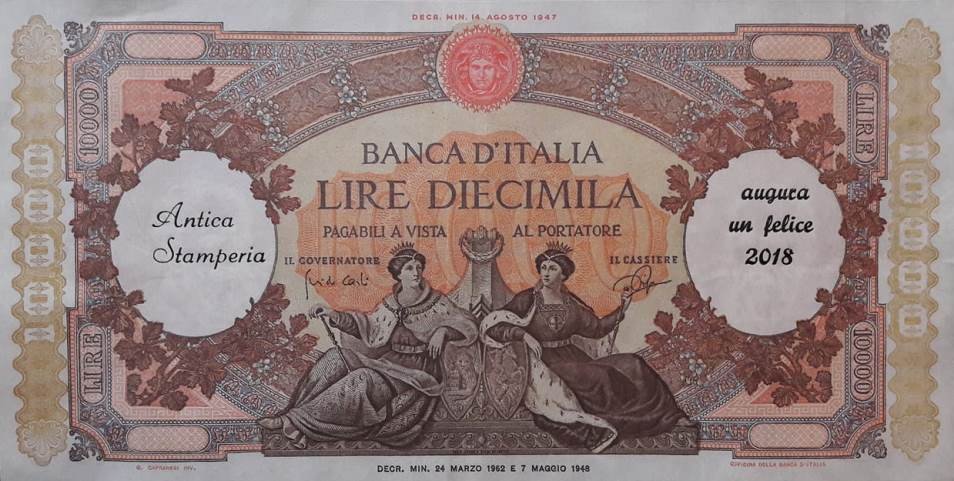 DECR. MIN. 14 AGOSTO 1947
10000
LIRE
BANCA D'ITALIA
LIRE DIECIMILA
PAGABILI A VISTA AL PORTATORE
IL GOVERNATORE
IL CASSIERE
Antica
Stamperia
augura
un felice
2018
LIRE
10000
G. CAPRANESI INV.
DECR. MIN. 24 MARZO 1962 E 7 MAGGIO 1948
OFFICINA DELLA BANCA D'ITALIA